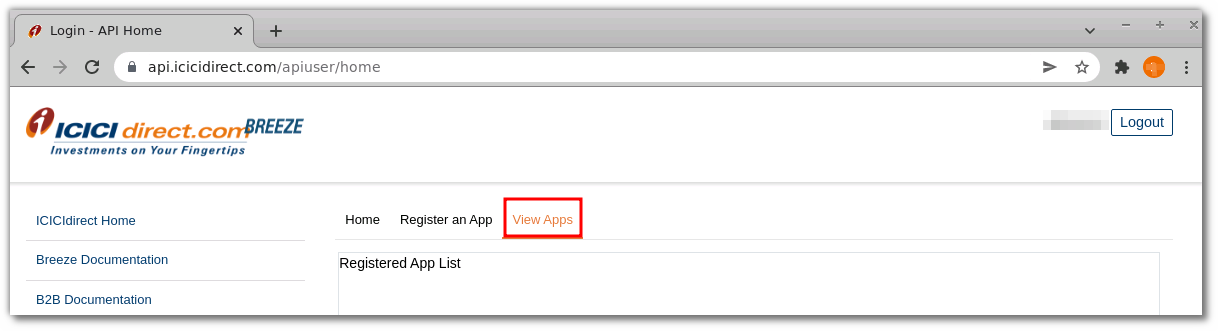 Login - API Home
api.icicidirect.com/apiuser/home
ICICI direct.com BREEZE
Investments on Your Fingertips
Logout
ICICIdirect Home
Home Register an App View Apps
Breeze Documentation
Registered App List
B2B Documentation